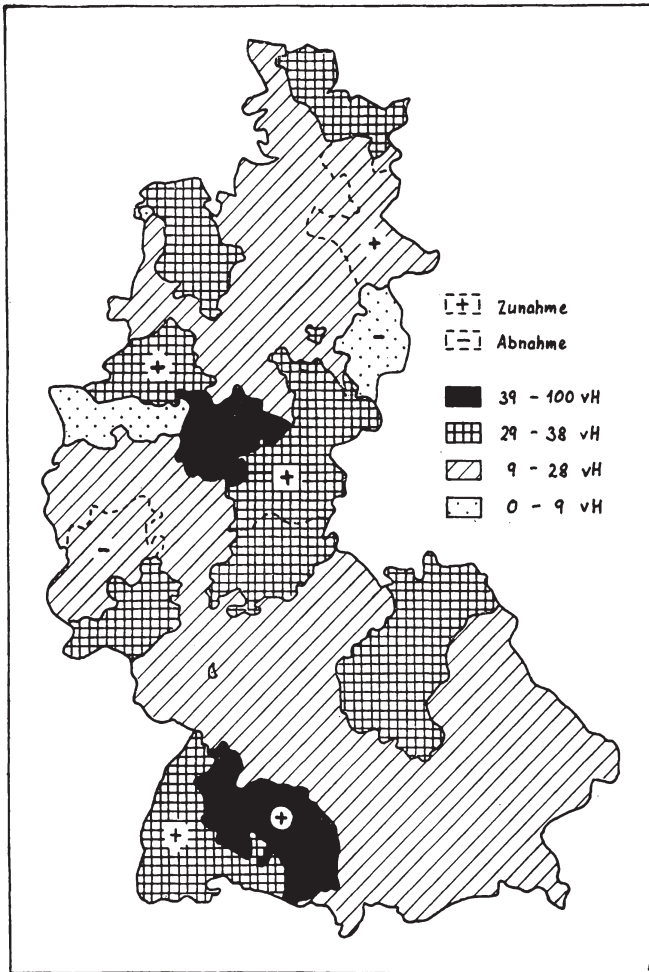 + Zunahme
- Abnahme
39 - 100 vH
29 - 38 vH
9 - 28 vH
0 - 9 vH
+
-
+
+
-
+
+